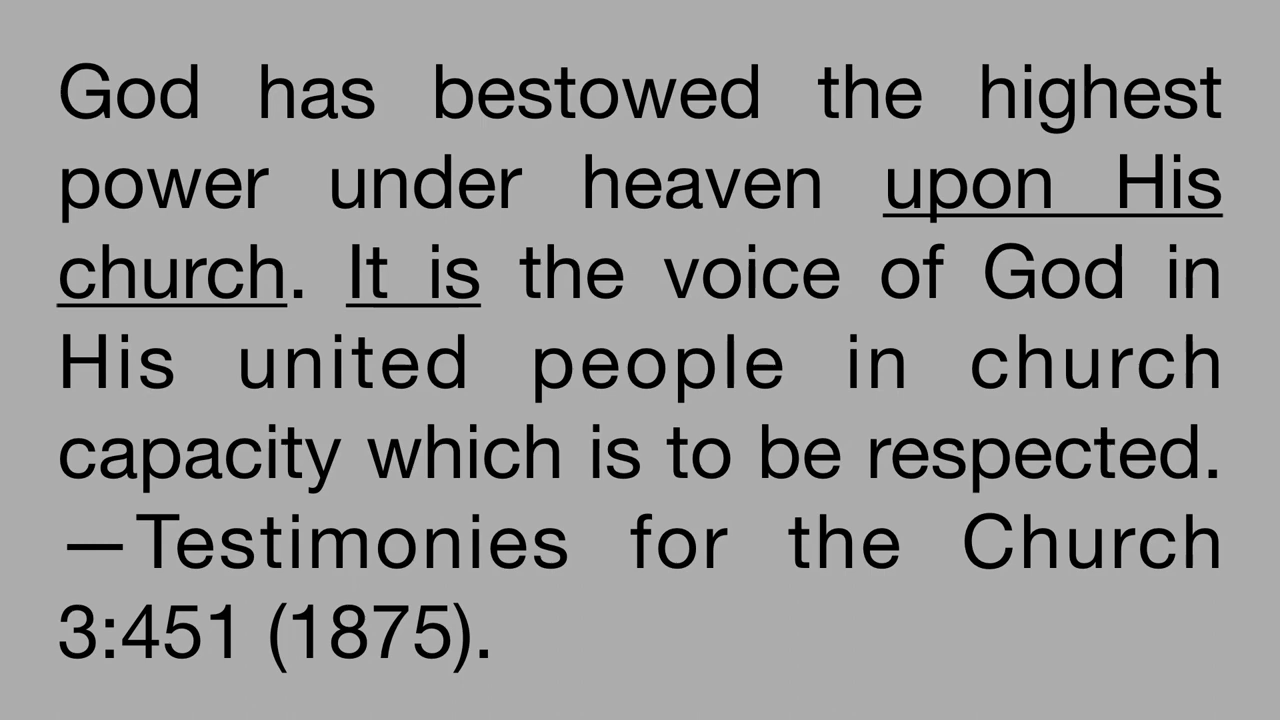 God has bestowed the highest
power under heaven upon His
church. It is the voice of God in
His united people in church
capacity which is to be respected.
—Testimonies for the Church
3:451 (1875).